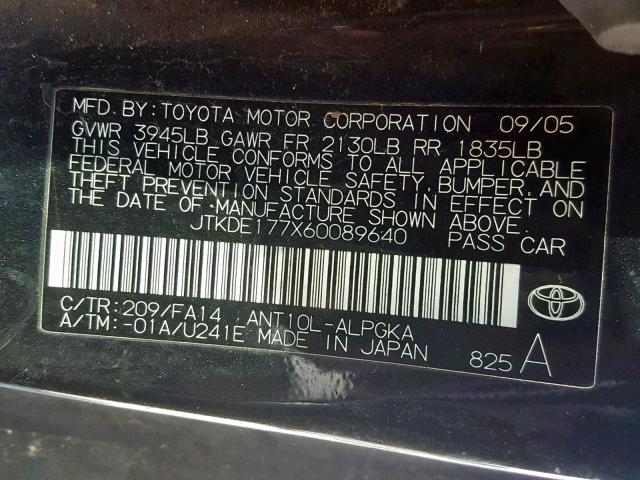 MFD. BY: TOYOTA MOTOR CORPORATION 09/05
GVWR 3945LB GAWR FR 2130LB RR 1835LB
THIS VEHICLE CONFORMS TO ALL APPLICABLE
FEDERAL MOTOR VEHICLE SAFETY, BUMPER, AND
THEFT PREVENTION STANDARDS IN EFFECT ON
THE DATE OF MANUFACTURE SHOWN ABOVE.
JTKDE177X60089640 PASS CAR
C/TR: 209/FA14 ANT10L-ALPGKA
A/TM: -01A/U241E MADE IN JAPAN 825 A